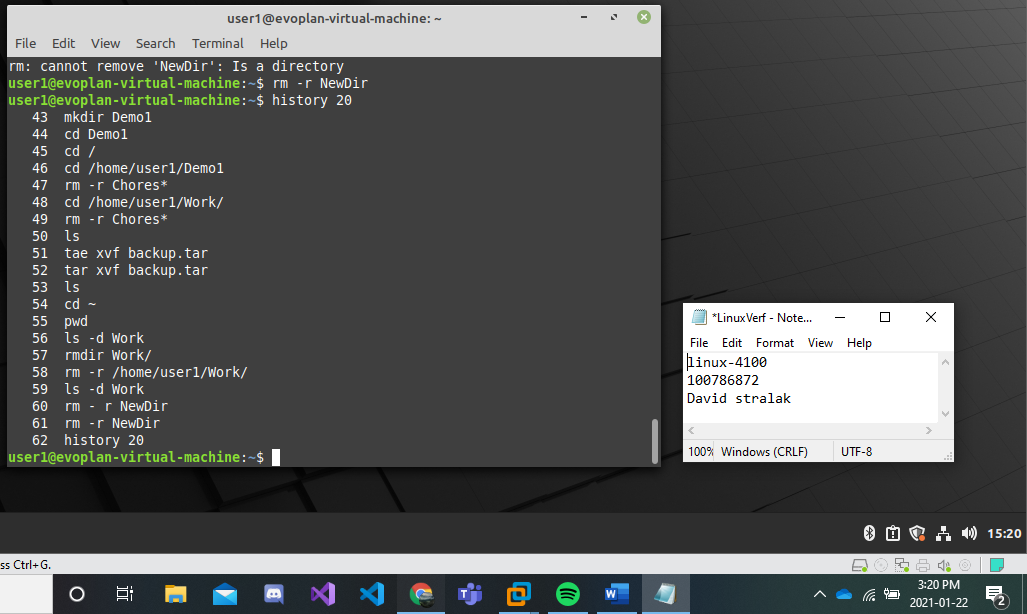 user1@evoplan-virtual-machine: ~
File Edit View Search Terminal Help
rm: cannot remove 'NewDir': Is a directory
user1@evoplan-virtual-machine:~$ rm -r NewDir
user1@evoplan-virtual-machine:~$ history 20
43 mkdir Demo1
44 cd Demo1
45 cd /
46 cd /home/user1/Demo1
47 rm -r Chores*
48 cd /home/user1/Work/
49 rm -r Chores*
50 ls
51 tae xvf backup.tar
52 tar xvf backup.tar
53 ls
54 cd ~
55 pwd
56 ls -d Work
57 rmdir Work/
58 rm -r /home/user1/Work/
59 ls -d Work
60 rm - r NewDir
61 rm -r NewDir
62 history 20
user1@evoplan-virtual-machine:~$
*LinuxVerf - Note...
File Edit Format View Help
linux-4100
100786872
David stralak
100% Windows (CRLF) UTF-8
15:20
ss Ctrl+G.
3:20 PM
2021-01-22
2